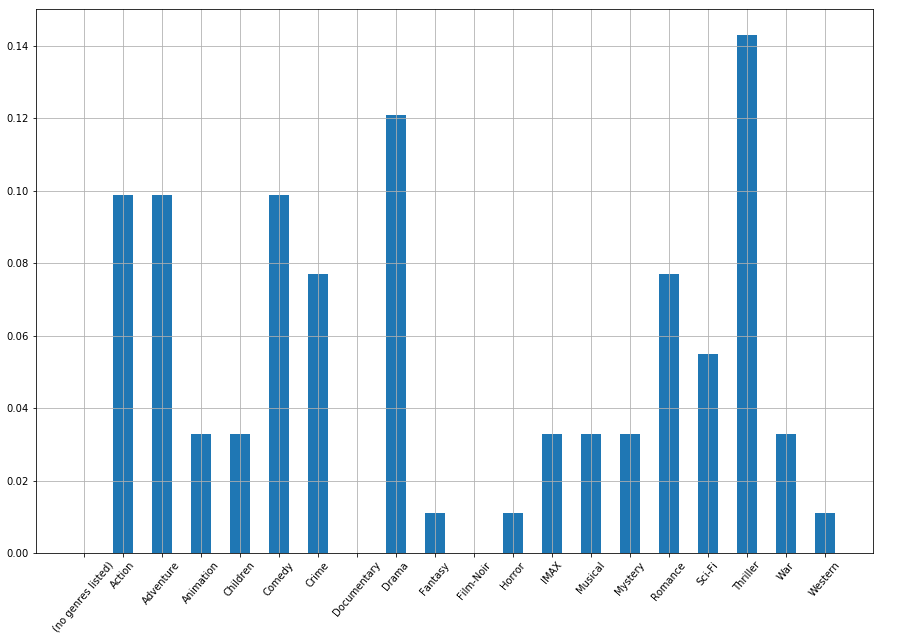 0.14
0.12
0.10
0.08
0.06
0.04
0.02
0.00
(no genres listed)
Action
Adventure
Animation
Children
Comedy
Crime
Documentary
Drama
Fantasy
Film-Noir
Horror
IMAX
Musical
Mystery
Romance
Sci-Fi
Thriller
War
Western